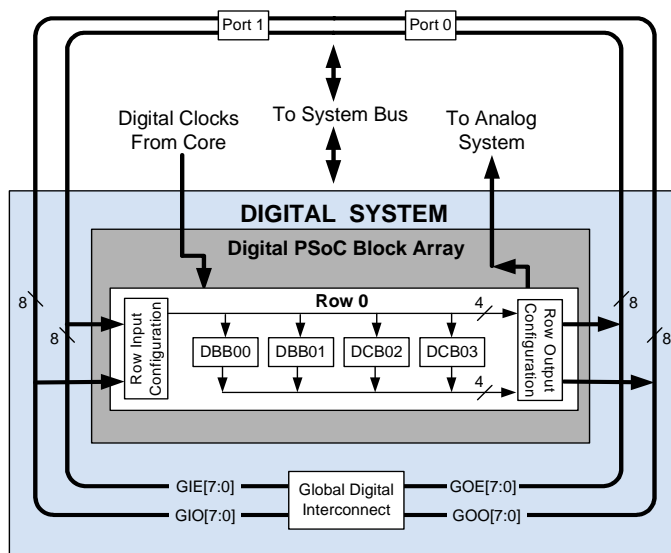 Port 1
Port 0
Digital Clocks
From Core
To System Bus
To Analog
System
DIGITAL SYSTEM
Digital PSoC Block Array
Row 0
4
8
8
8
8
Row Input
Configuration
DBB00
DBB01
DCB02
DCB03
4
Row Output
Configuration
GIE[7:0]
GIO[7:0]
Global Digital
Interconnect
GOE[7:0]
GOO[7:0]